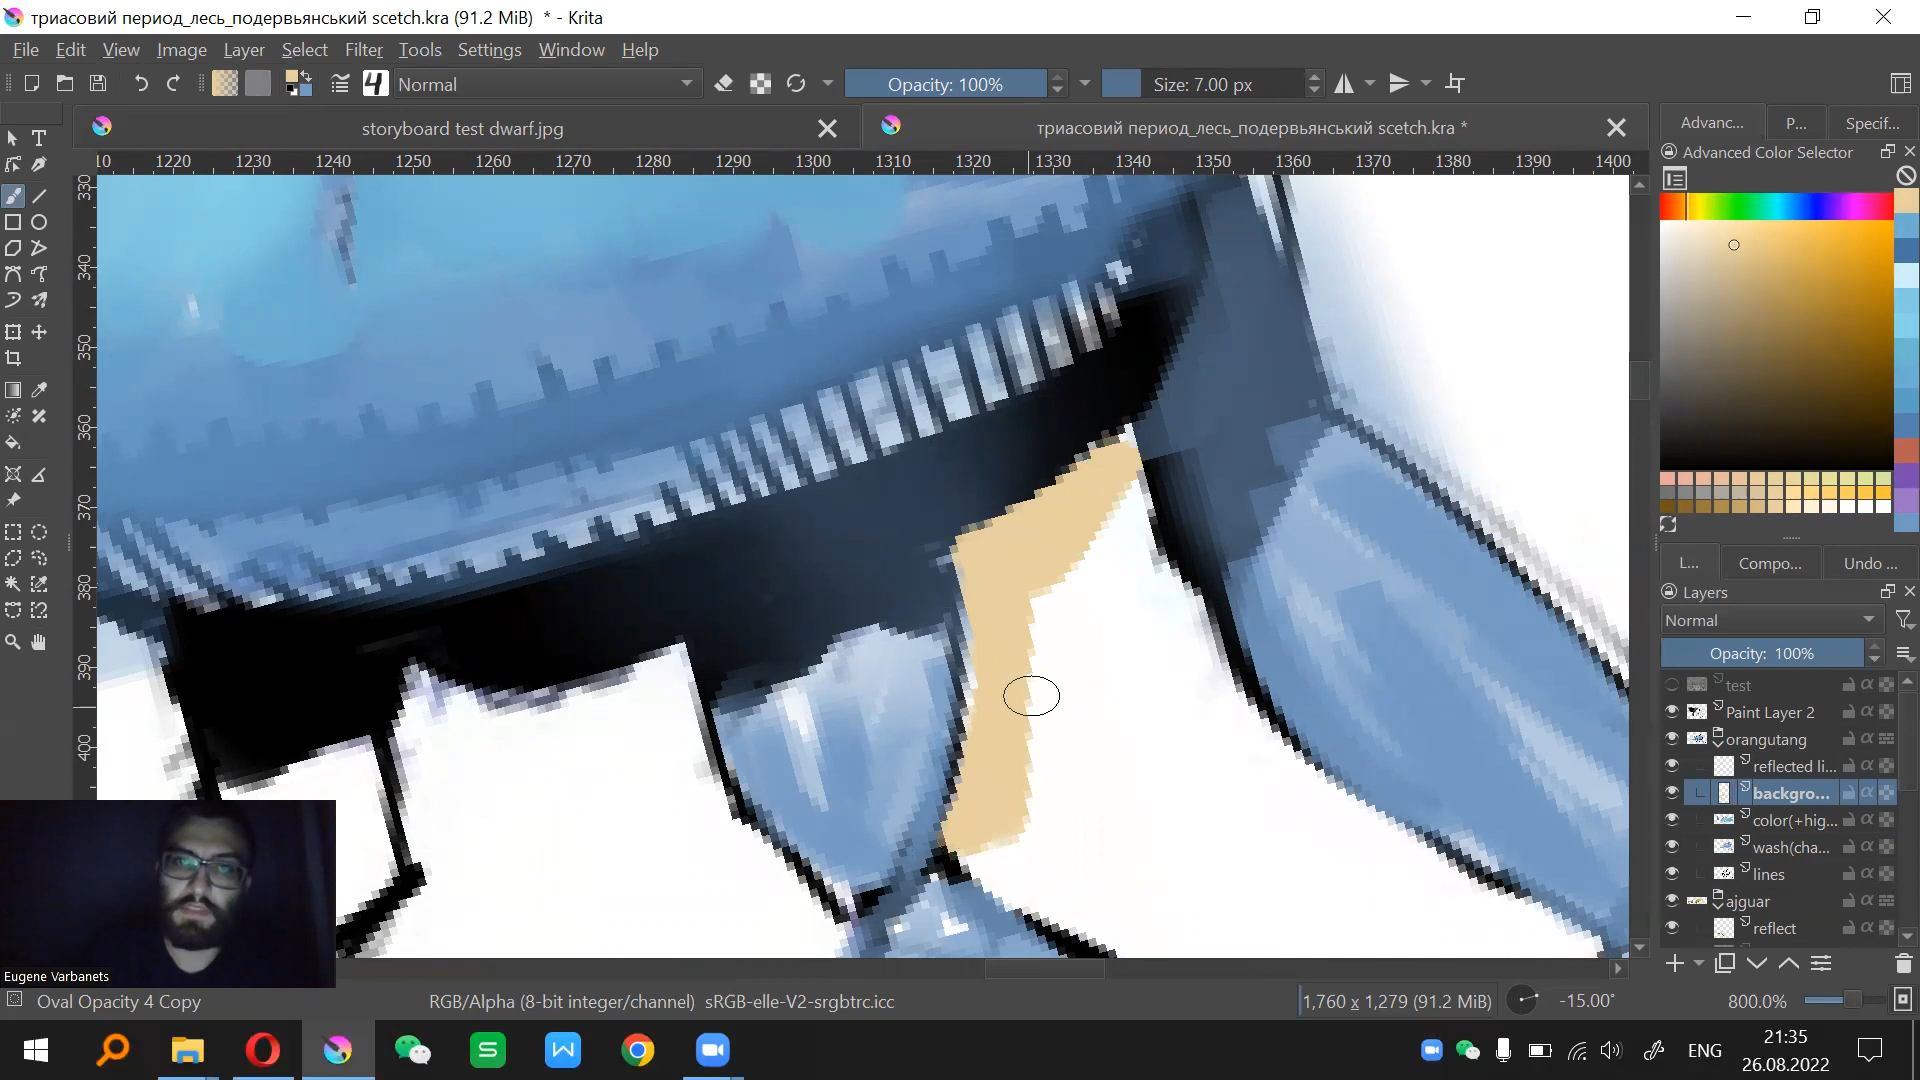 триасовий период_лесь_подервьянський scetch.kra (91.2 MiB) * - Krita
File Edit View Image Layer Select Filter Tools Settings Window Help
Normal
Opacity: 100%
Size: 7.00 px
storyboard test dwarf.jpg
триасовий период_лесь_подервьянський scetch.kra *
Advanc...
P...
Specif...
10 1220 1230 1240 1250 1260 1270 1280 1290 1300 1310 1320 1330 1340 1350 1360 1370 1380 1390 1400
330
340
350
360
370
380
390
400
Advanced Color Selector
L...
Compo...
Undo ...
Layers
Normal
Opacity: 100%
test
Paint Layer 2
orangutang
reflected li...
backgro...
color(+hig...
wash(cha...
lines
ajguar
reflect
Eugene Varbanets
Oval Opacity 4 Copy
RGB/Alpha (8-bit integer/channel) sRGB-elle-V2-srgbtrc.icc
1,760 x 1,279 (91.2 MiB)
-15.00°
800.0%
ENG
21:35
26.08.2022